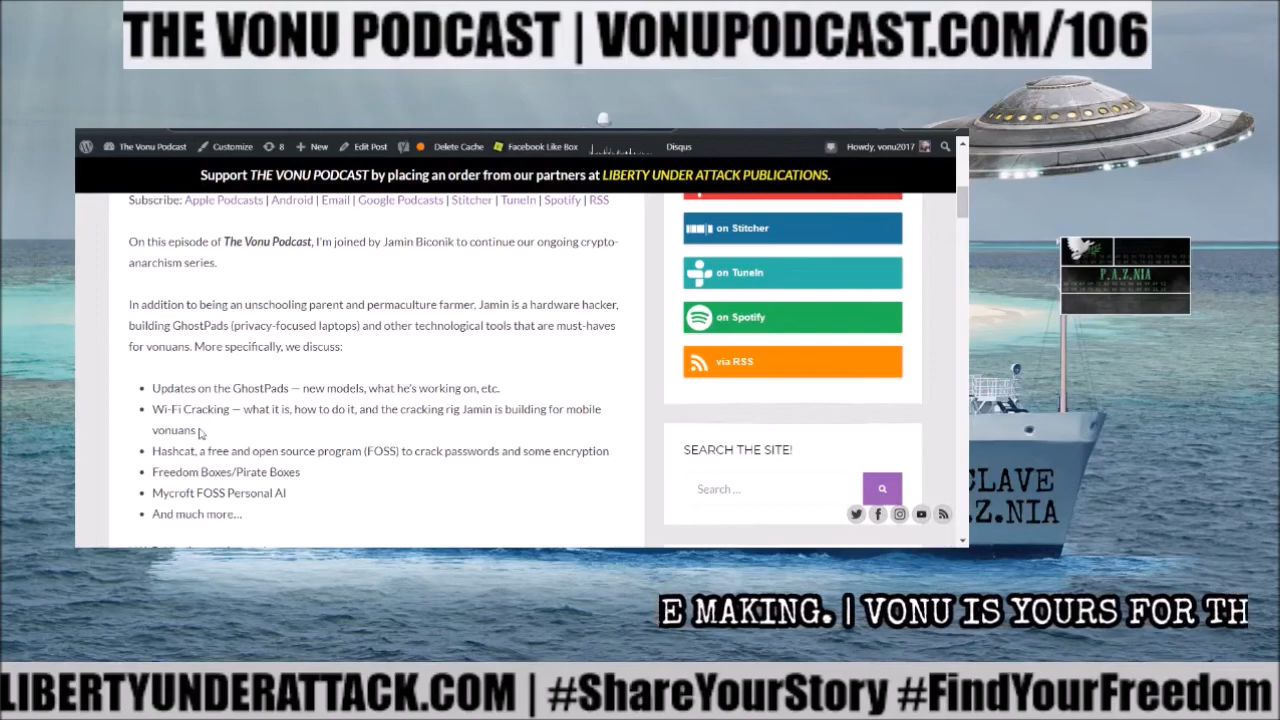 THE VONU PODCAST | VONUPODCAST.COM/106
The Vonu Podcast Customize 8 New Edit Post Delete Cache Facebook Like Box Disqus Howdy, vonu2017
Support THE VONU PODCAST by placing an order from our partners at LIBERTY UNDER ATTACK PUBLICATIONS.
Subscribe: Apple Podcasts | Android | Email | Google Podcasts | Stitcher | TuneIn | Spotify | RSS
On this episode of The Vonu Podcast, I'm joined by Jamin Biconik to continue our ongoing crypto-
anarchism series.
In addition to being an unschooling parent and permaculture farmer, Jamin is a hardware hacker,
building GhostPads (privacy-focused laptops) and other technological tools that are must-haves
for vonuans. More specifically, we discuss:
• Updates on the GhostPads — new models, what he's working on, etc.
• Wi-Fi Cracking — what it is, how to do it, and the cracking rig Jamin is building for mobile
vonuans
• Hashcat, a free and open source program (FOSS) to crack passwords and some encryption
• Freedom Boxes/Pirate Boxes
• Mycroft FOSS Personal AI
• And much more...
on Stitcher
on TuneIn
on Spotify
via RSS
SEARCH THE SITE!
Search ...
P.A.Z.NIA
CLAVE
.Z.NIA
E MAKING. | VONU IS YOURS FOR TH
LIBERTYUNDERATTACK.COM | #ShareYourStory #FindYourFreedom